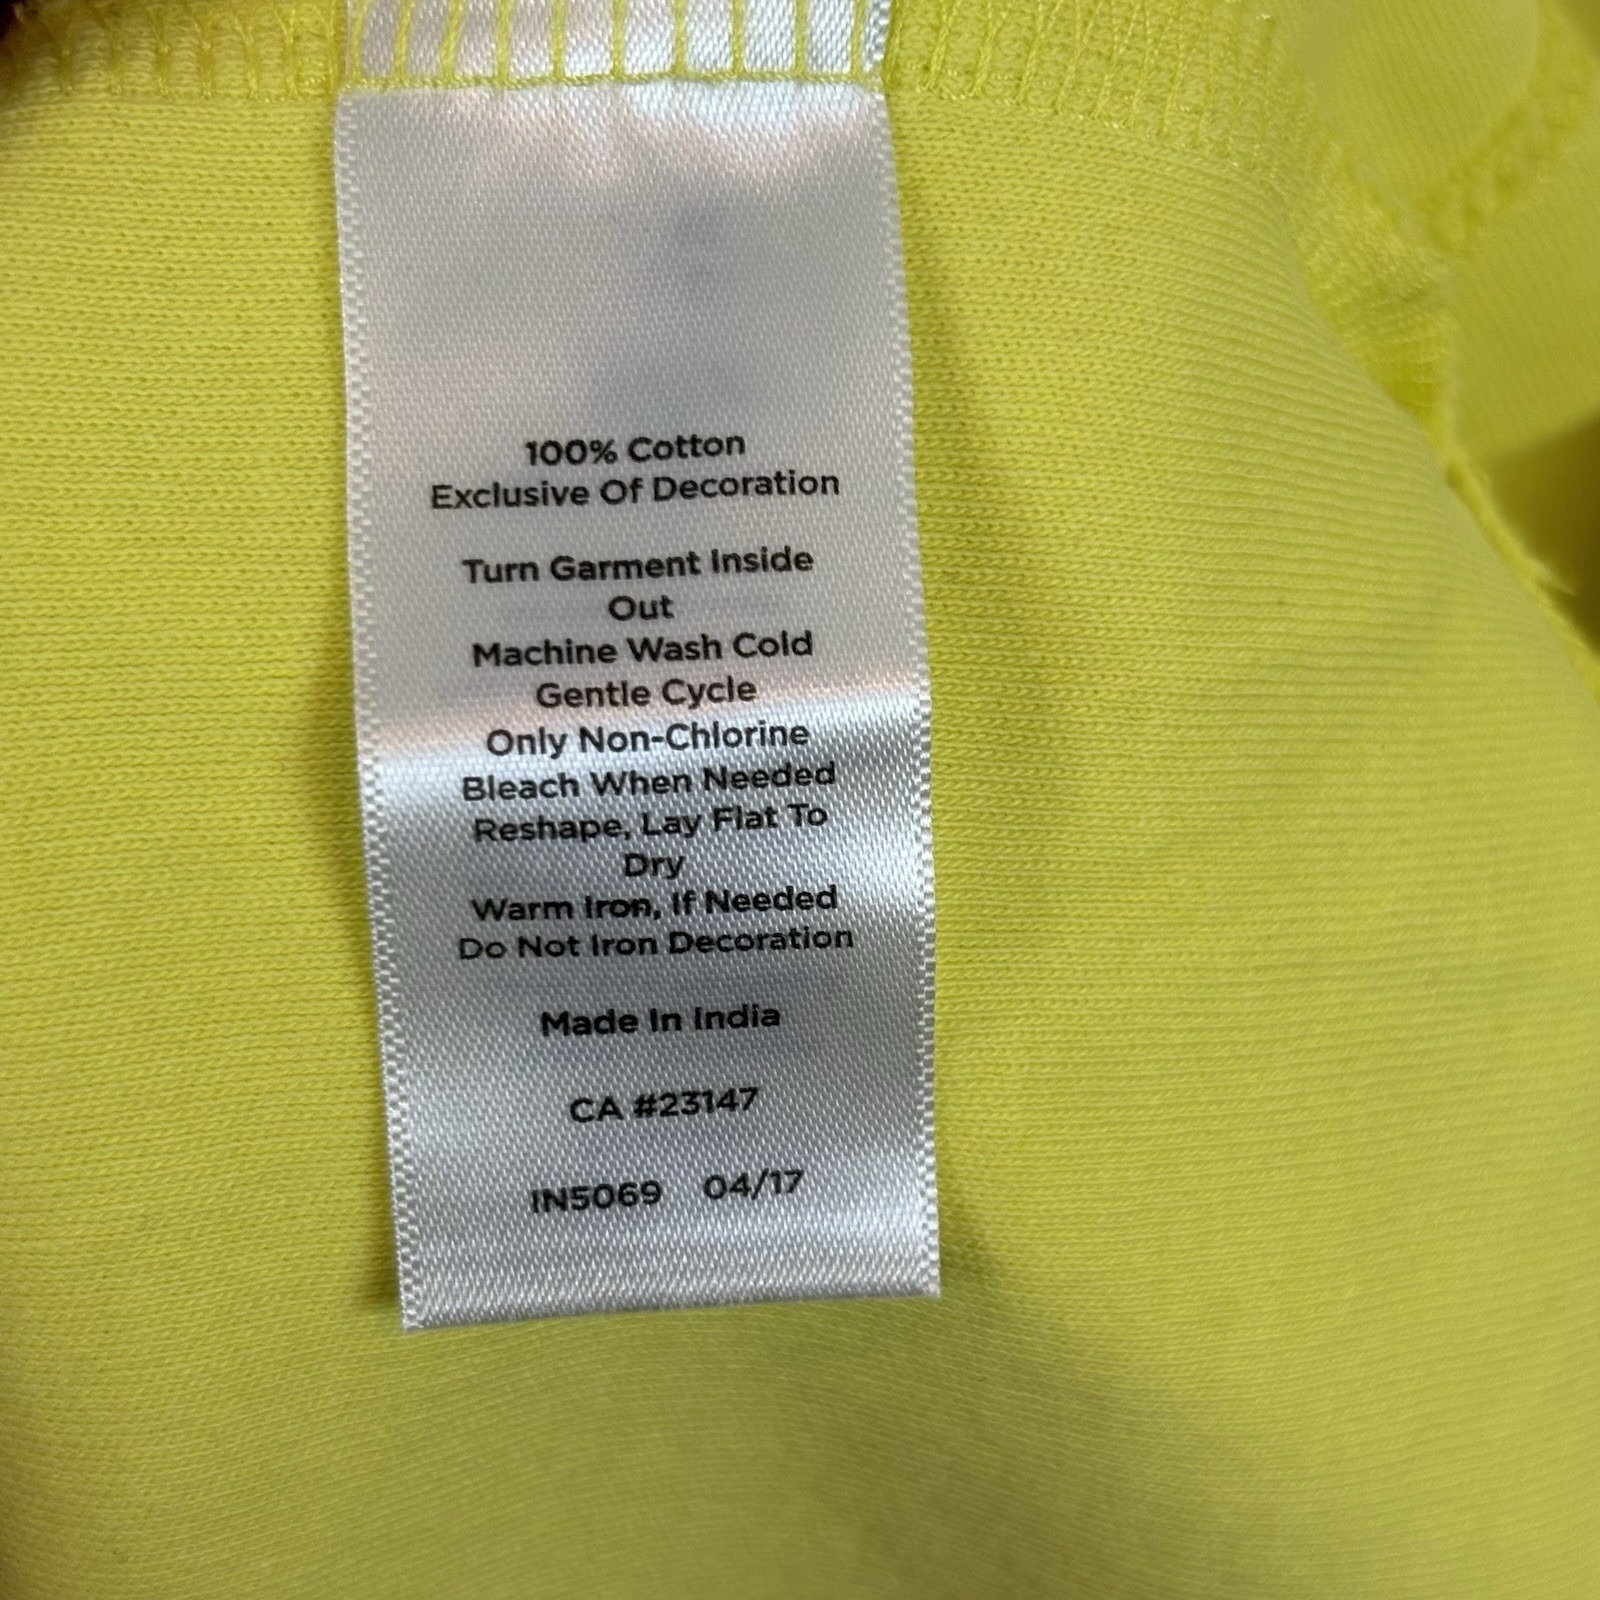 100% Cotton
Exclusive Of Decoration
Turn Garment Inside
Out
Machine Wash Cold
Gentle Cycle
Only Non-Chlorine
Bleach When Needed
Reshape, Lay Flat To
Dry
Warm Iron, If Needed
Do Not Iron Decoration
Made In India
CA #23147
IN5069 04/17